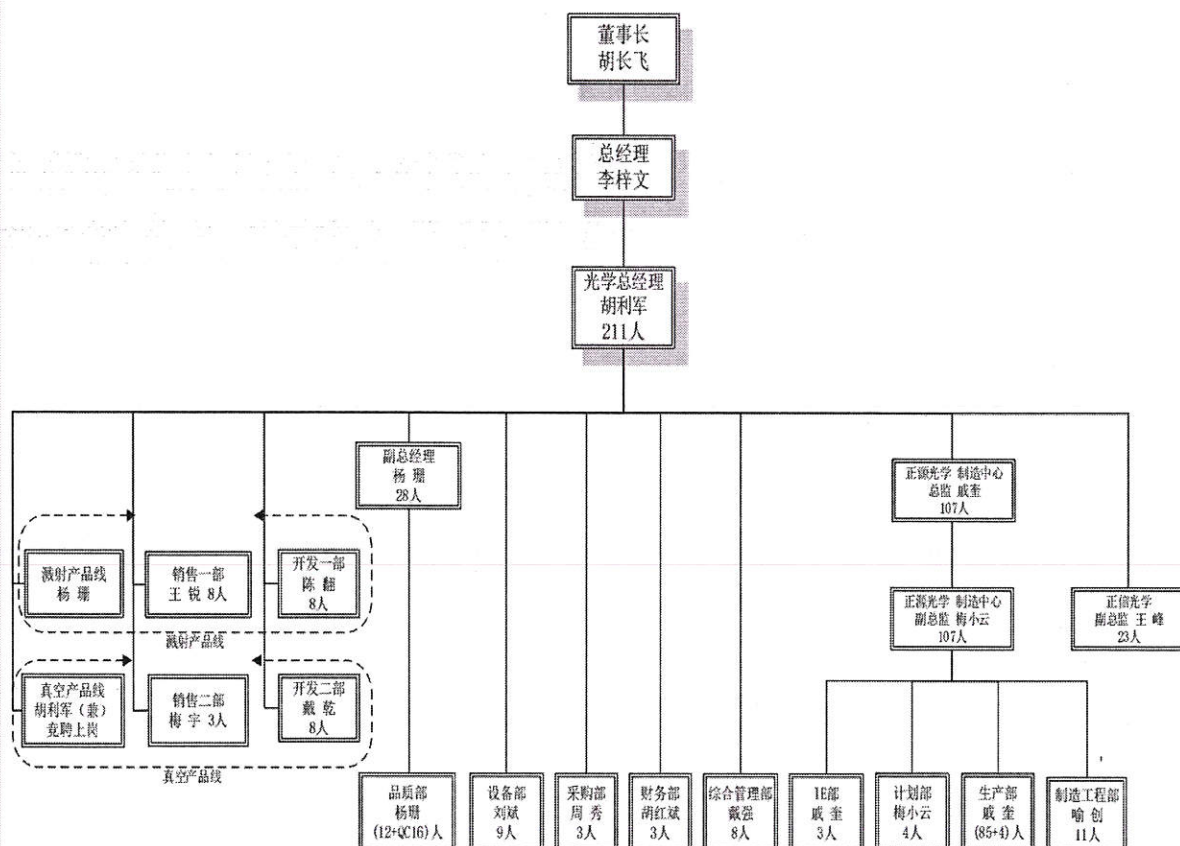 董事长
胡长飞
总经理
李梓文
光学总经理
胡利军
211人
副总经理
杨 珊
28人
正源光学 制造中心
总监 戚奎
107人
溅射产品线
杨 珊
销售一部
王 锐 8人
开发一部
陈 翻
8人
溅射产品线
正源光学 制造中心
副总监 梅小云
107人
正信光学
副总监 王 峰
23人
真空产品线
胡利军（兼）
竞聘上岗
销售二部
梅 宇 3人
开发二部
戴 乾
8人
真空产品线
品质部
杨珊
(12+QC16)人
设备部
刘斌
9人
采购部
周 秀
3人
财务部
胡红斌
3人
综合管理部
戴强
8人
IE部
戚 奎
3人
计划部
梅小云
4人
生产部
戚 奎
(85+4)人
制造工程部
喻 创
11人